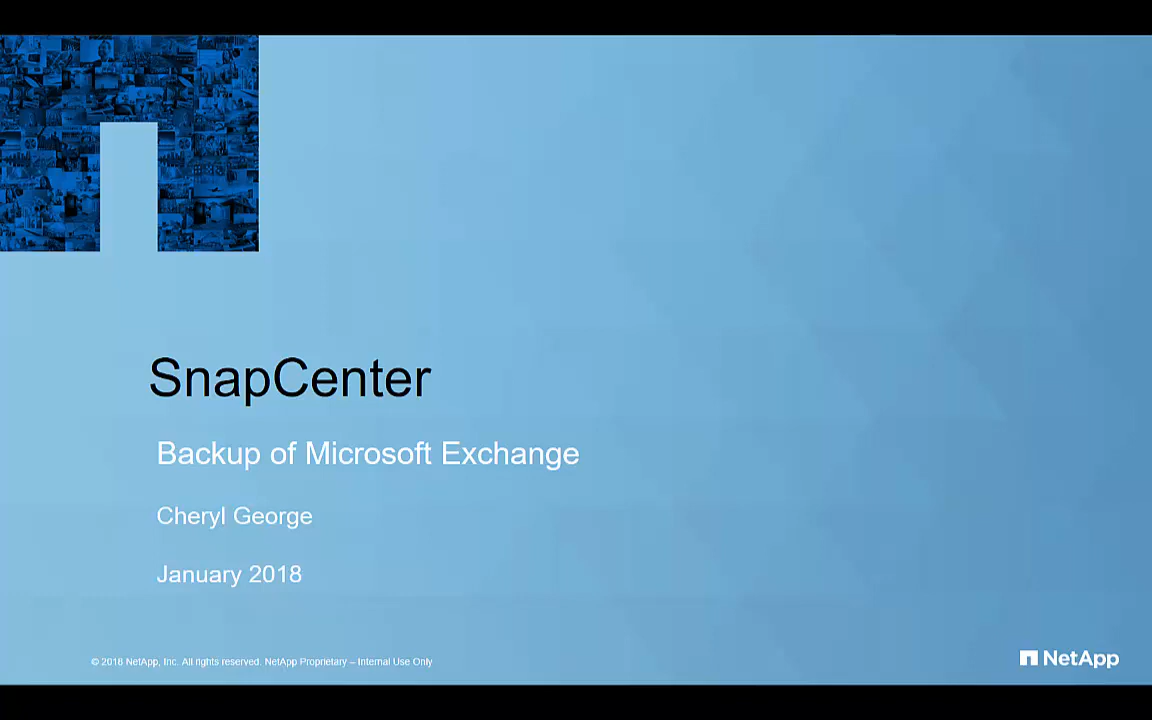 SnapCenter
Backup of Microsoft Exchange
Cheryl George
January 2018
© 2018 NetApp, Inc. All rights reserved. NetApp Proprietary – Internal Use Only
NetApp